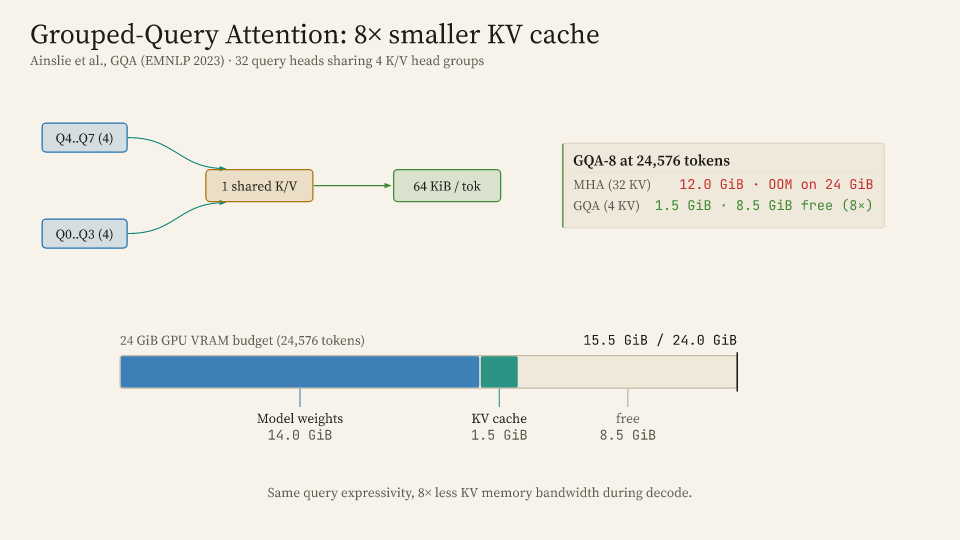 Grouped-Query Attention: 8× smaller KV cache
Ainslie et al., GQA (EMNLP 2023) · 32 query heads sharing 4 K/V head groups
Q4..Q7 (4)
1 shared K/V
64 KiB / tok
Q0..Q3 (4)
GQA-8 at 24,576 tokens
MHA (32 KV) 12.0 GiB · OOM on 24 GiB
GQA (4 KV) 1.5 GiB · 8.5 GiB free (8×)
24 GiB GPU VRAM budget (24,576 tokens) 15.5 GiB / 24.0 GiB
Model weights
14.0 GiB
KV cache
1.5 GiB
free
8.5 GiB
Same query expressivity, 8× less KV memory bandwidth during decode.